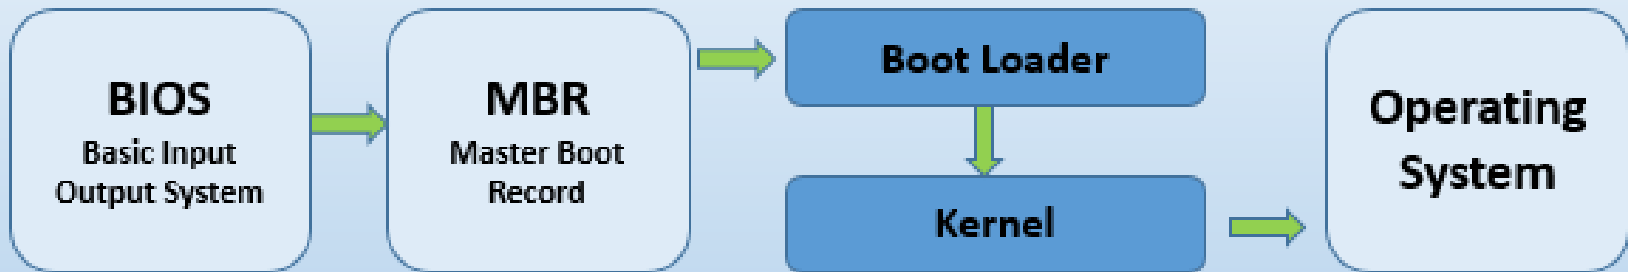 BIOS
Basic Input
Output System
MBR
Master Boot
Record
Boot Loader
Kernel
Operating
System